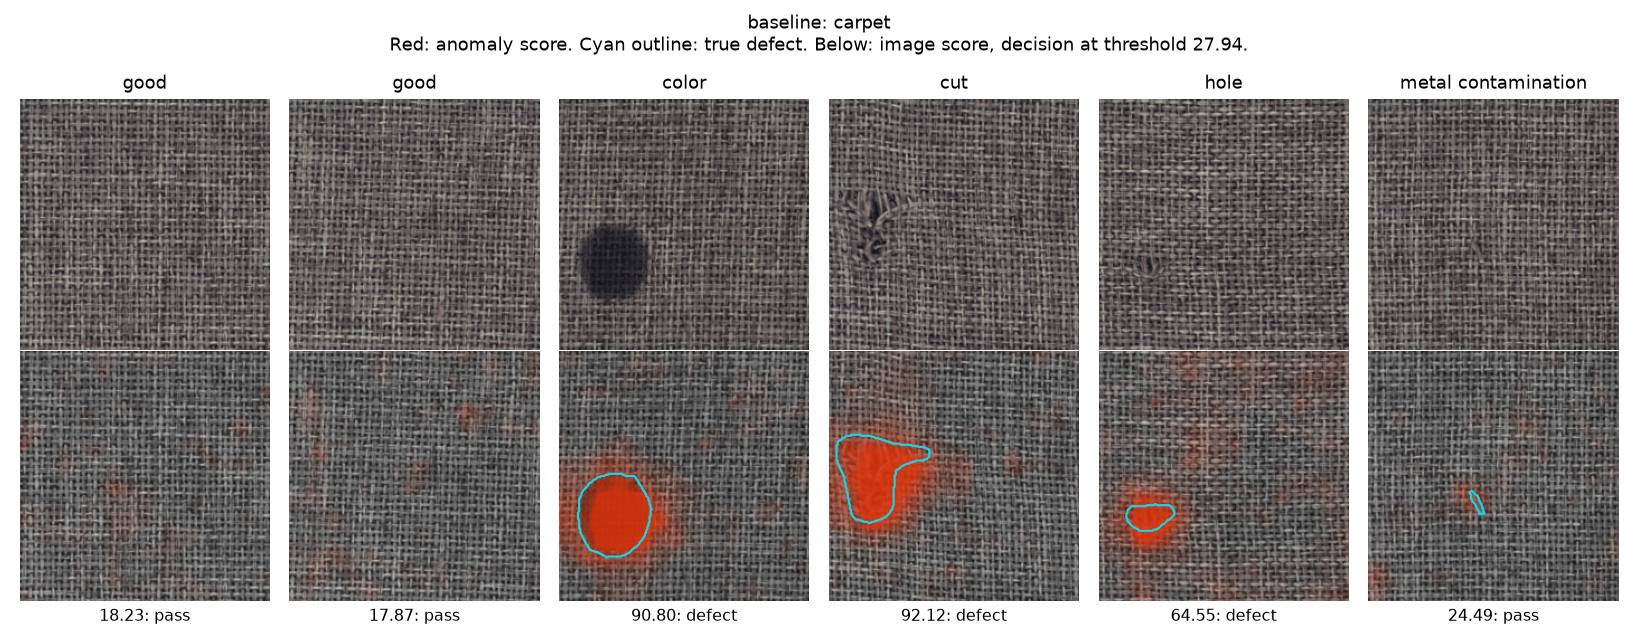 baseline: carpet
Red: anomaly score. Cyan outline: true defect. Below: image score, decision at threshold 27.94.
good
good
color
cut
hole
metal contamination
18.23: pass
17.87: pass
90.80: defect
92.12: defect
64.55: defect
24.49: pass